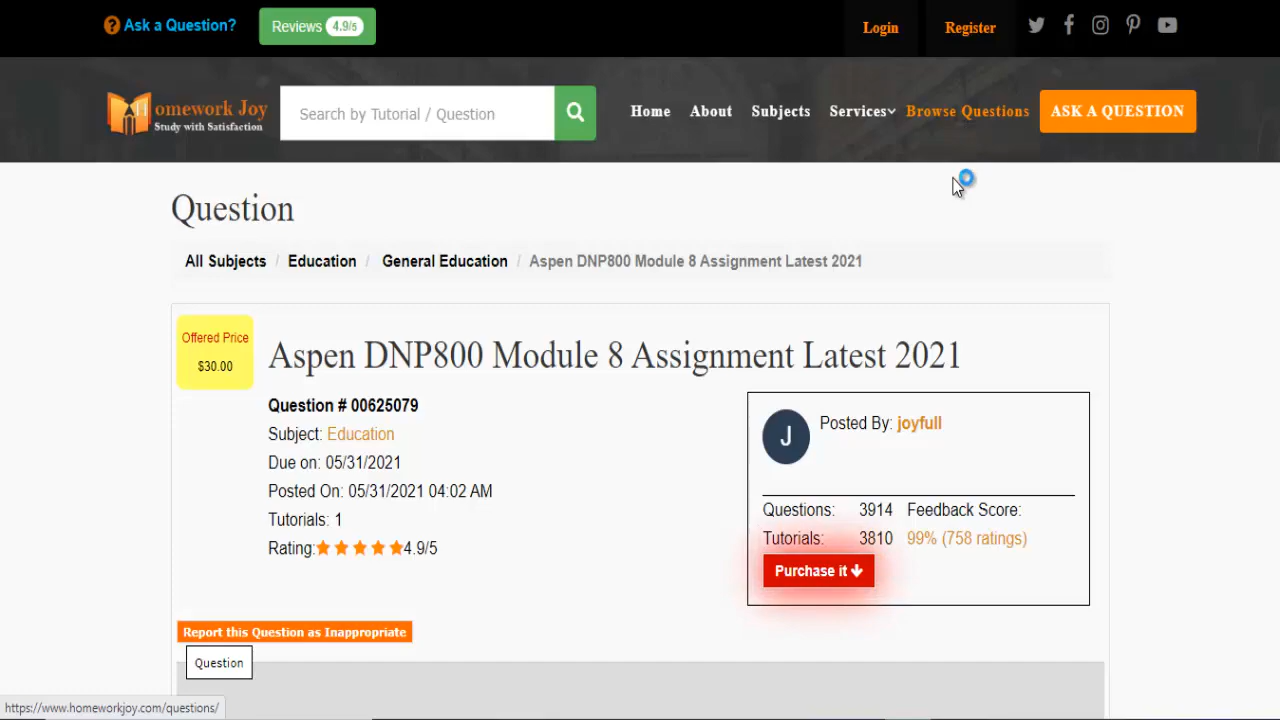 Ask a Question?
Reviews 4.9/5
Login
Register
omework Joy
Study with Satisfaction
Search by Tutorial / Question
Home About Subjects Services Browse Questions ASK A QUESTION
Question
All Subjects / Education / General Education / Aspen DNP800 Module 8 Assignment Latest 2021
Offered Price
$30.00
Aspen DNP800 Module 8 Assignment Latest 2021
Question # 00625079
Subject: Education
Due on: 05/31/2021
Posted On: 05/31/2021 04:02 AM
Tutorials: 1
Rating: 4.9/5
J
Posted By: joyfull
Questions: 3914 Feedback Score:
Tutorials: 3810 99% (758 ratings)
Purchase it
Report this Question as Inappropriate
Question
https://www.homeworkjoy.com/questions/